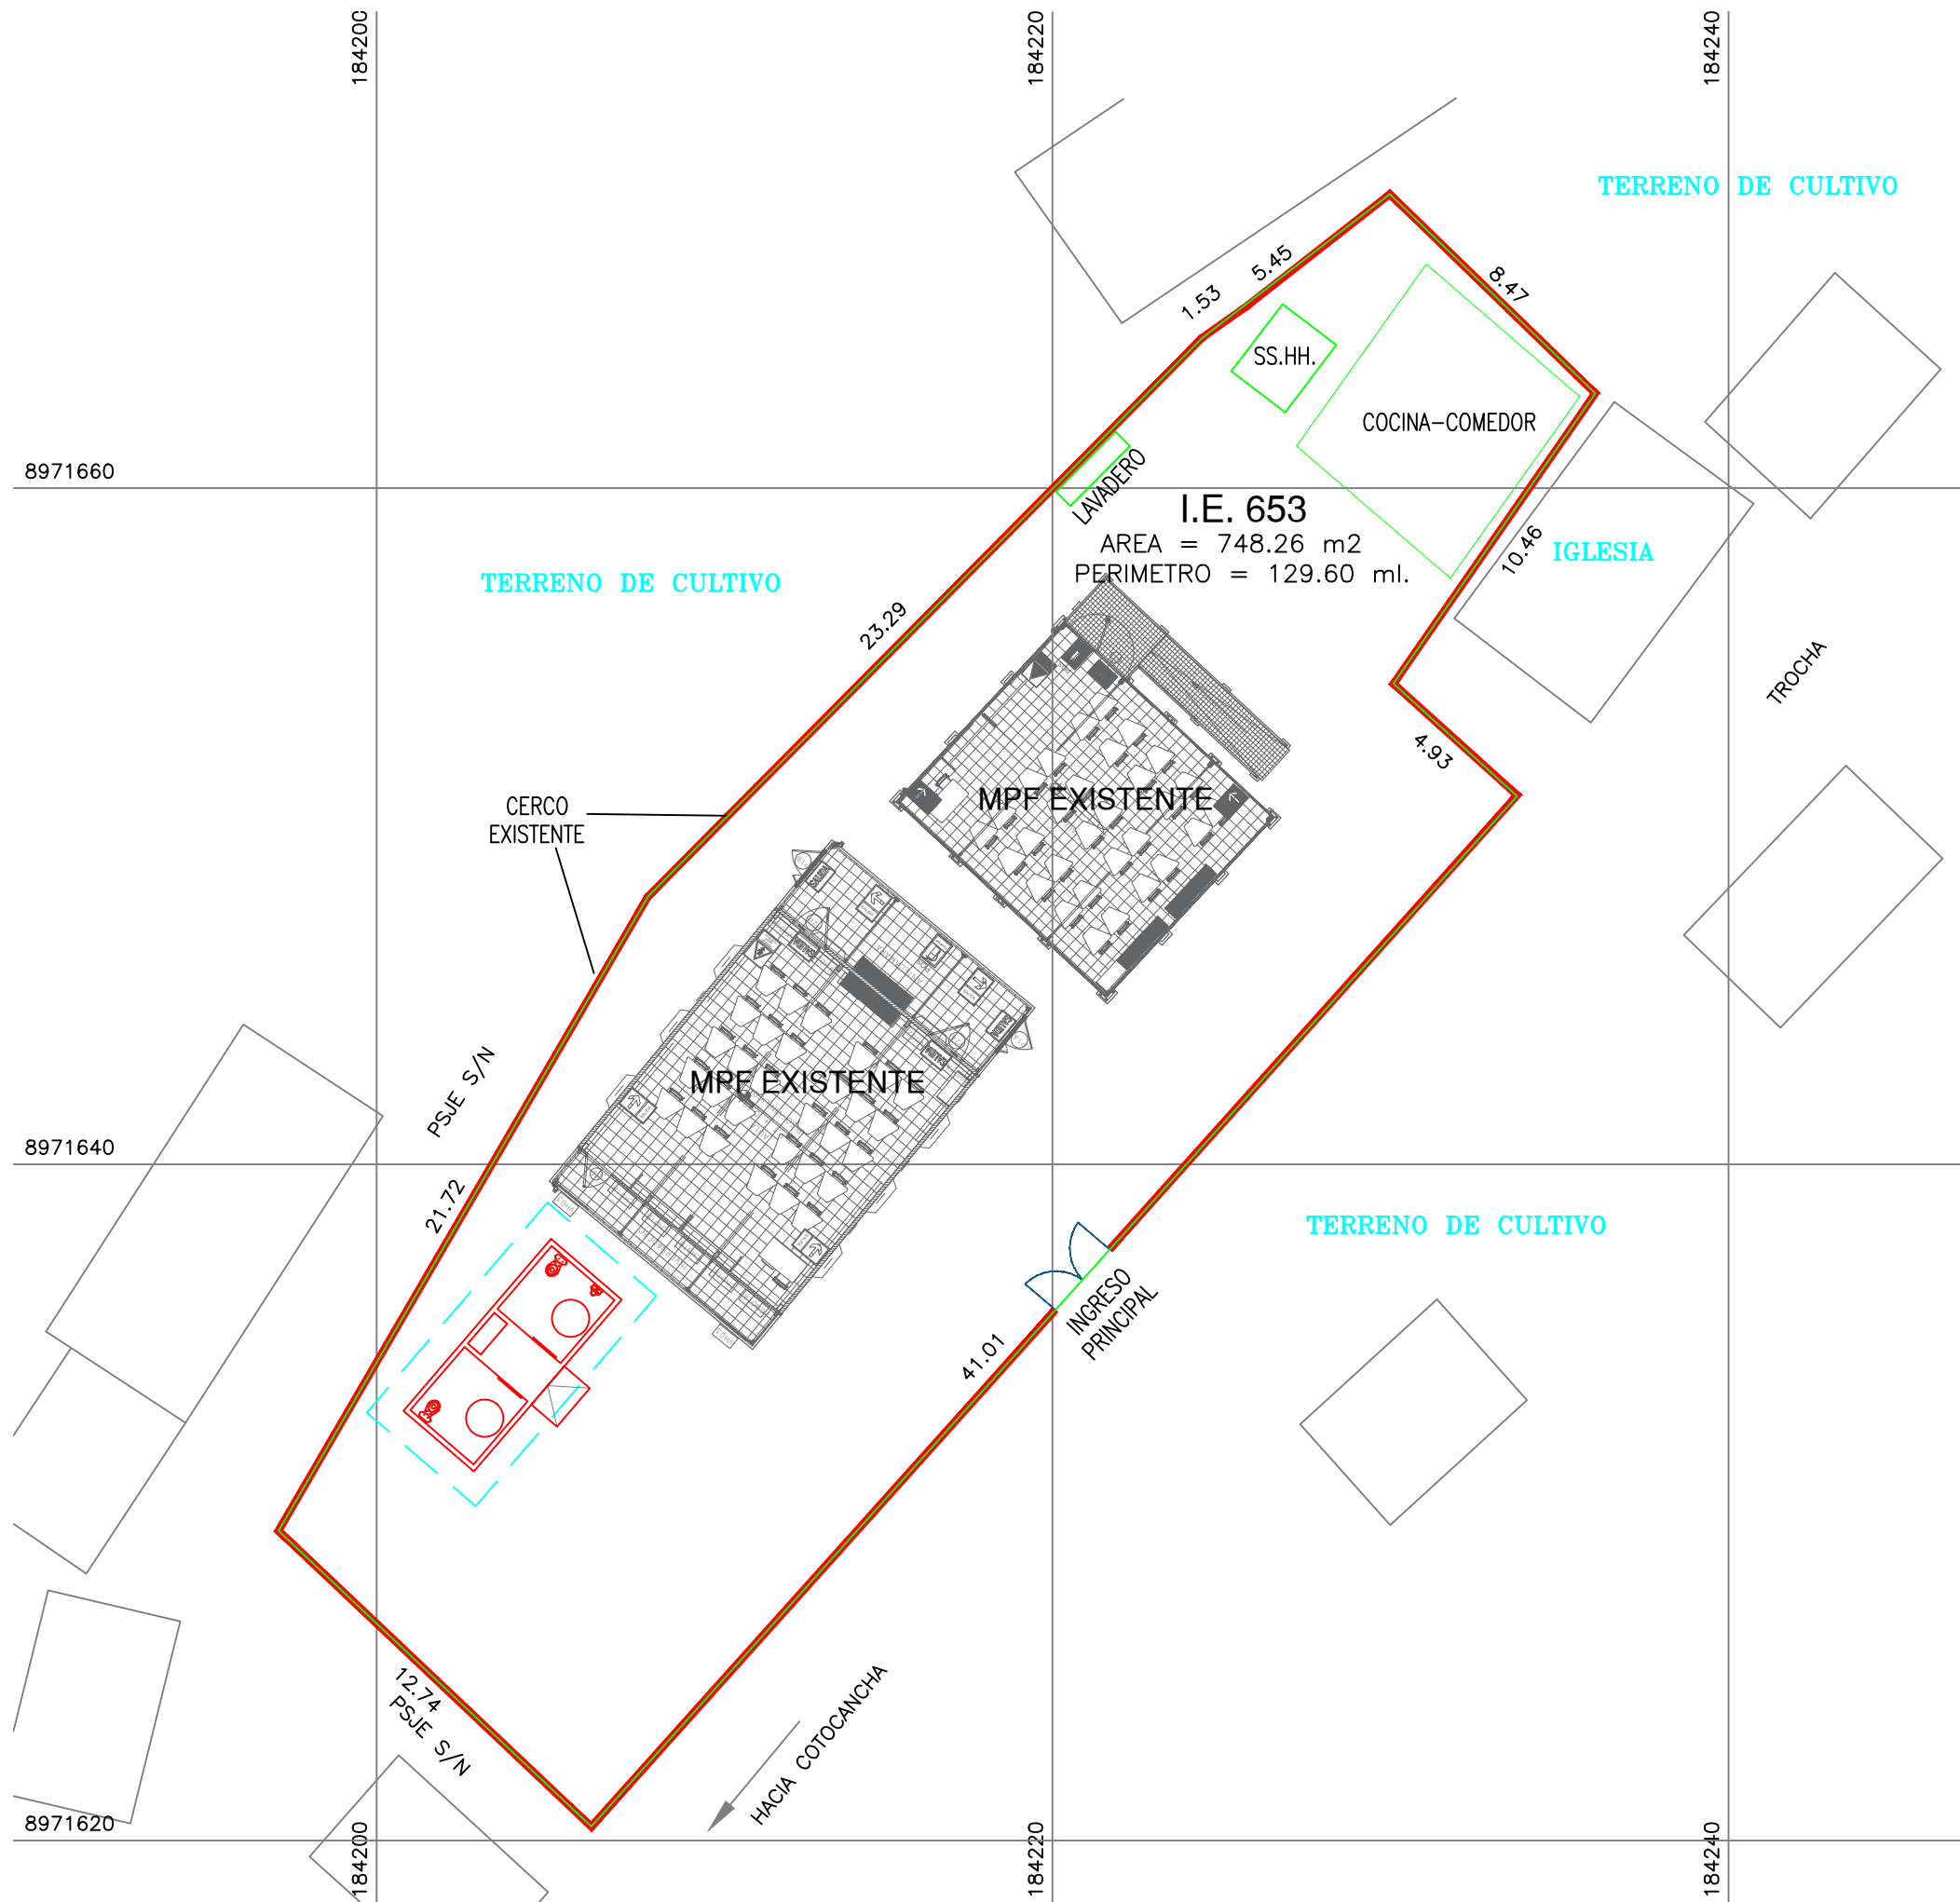 184200
184220
184240
TERRENO DE CULTIVO
5.45
1.53
8.47
SS.HH.
COCINA-COMEDOR
8971660
LAVADERO
I.E. 653
AREA = 748.26 m2
PERIMETRO = 129.60 ml.
10.46
IGLESIA
TERRENO DE CULTIVO
23.29
TROCHA
4.93
CERCO
EXISTENTE
MPF EXISTENTE
MPF EXISTENTE
PSJE S/N
8971640
21.72
TERRENO DE CULTIVO
INGRESO
PRINCIPAL
41.01
12.74
PSJE S/N
HACIA COTOCANCHA
8971620
184200
184220
184240